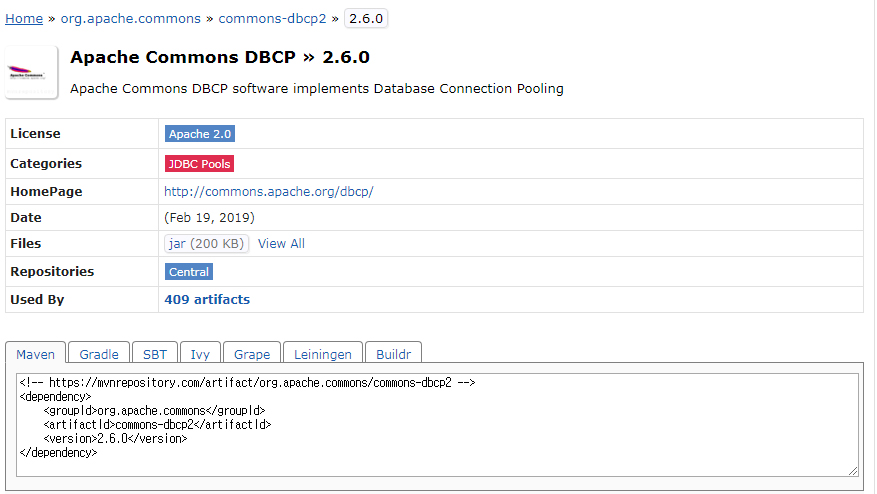 Home » org.apache.commons » commons-dbcp2 » 2.6.0
Apache Commons
Apache Commons DBCP » 2.6.0
Apache Commons DBCP software implements Database Connection Pooling
License Apache 2.0
Categories JDBC Pools
HomePage http://commons.apache.org/dbcp/
Date (Feb 19, 2019)
Files jar (200 KB) View All
Repositories Central
Used By 409 artifacts
Maven Gradle SBT Ivy Grape Leiningen Buildr
<!-- https://mvnrepository.com/artifact/org.apache.commons/commons-dbcp2 -->
<dependency>
    <groupId>org.apache.commons</groupId>
    <artifactId>commons-dbcp2</artifactId>
    <version>2.6.0</version>
</dependency>